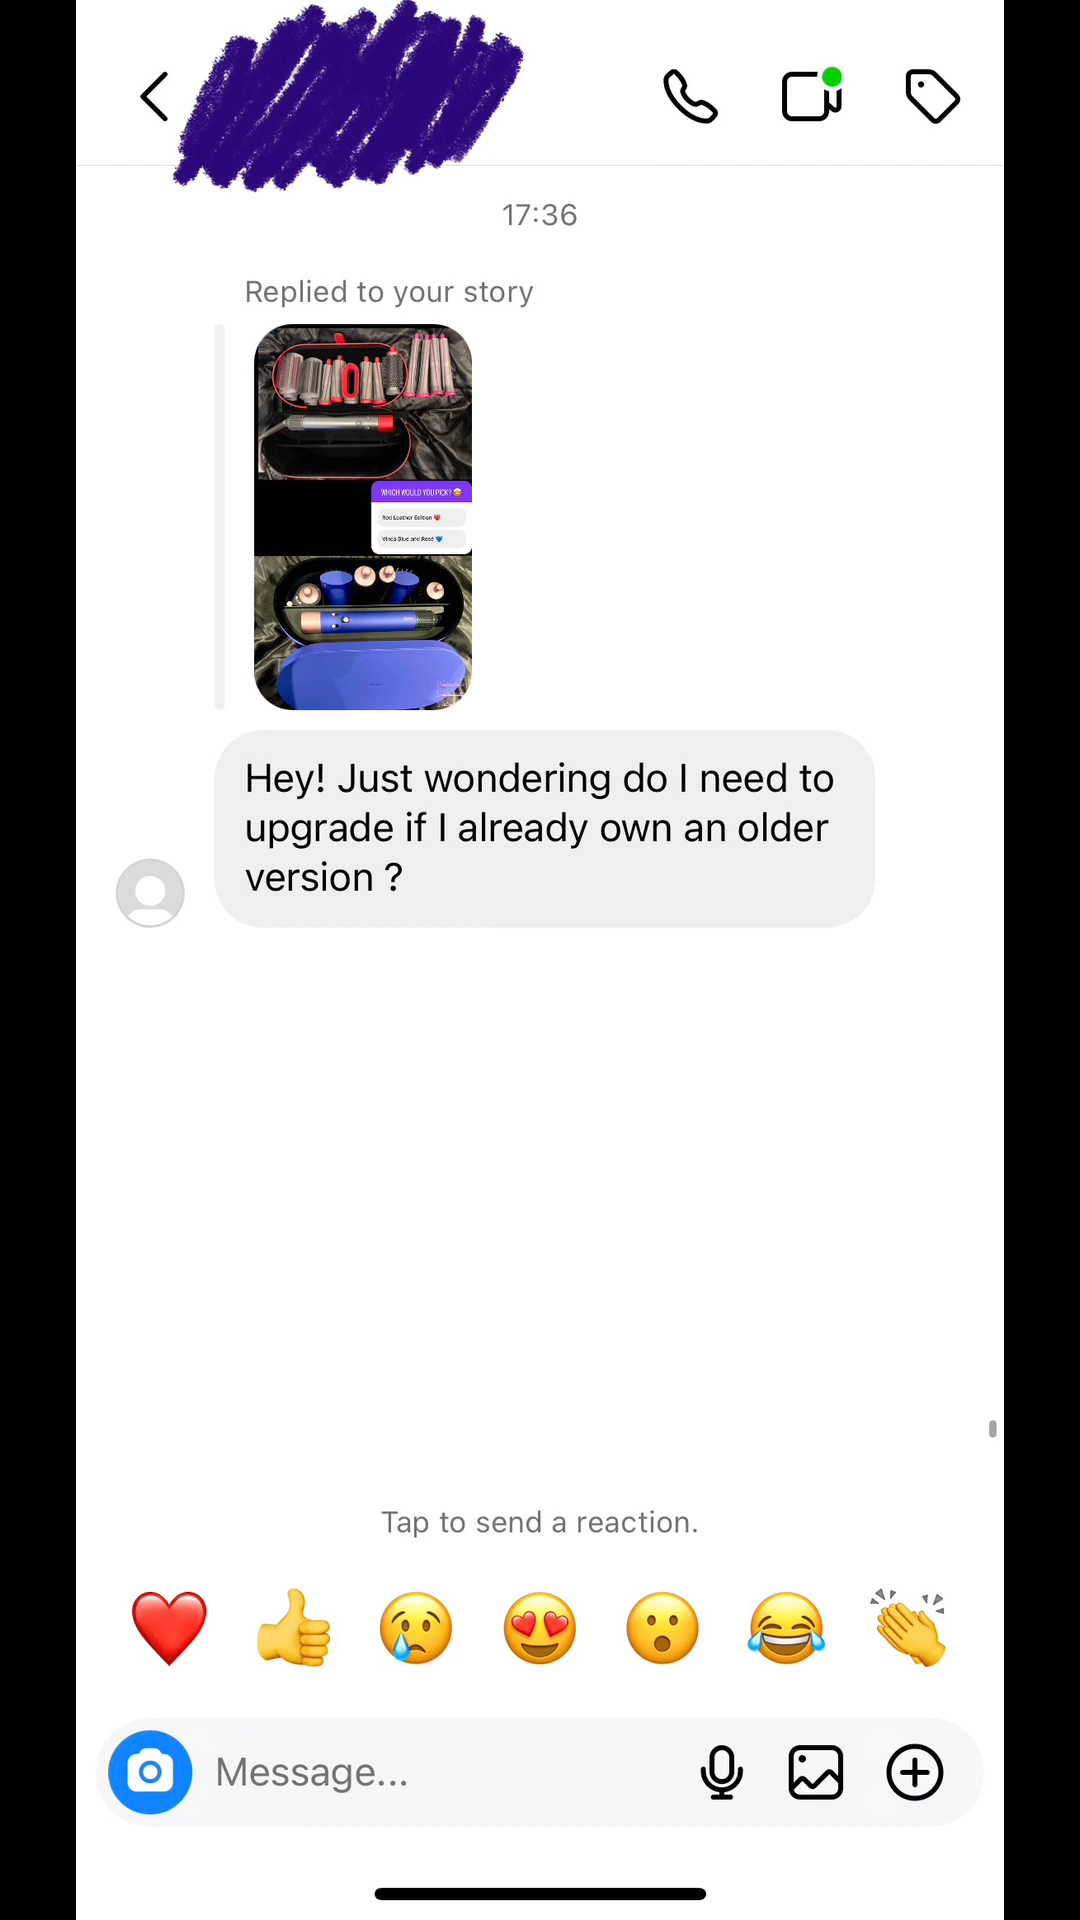 17:36
Replied to your story
WHICH WOULD YOU PICK? 🤩
Red Leather Edition ❤️
Vinca Blue and Rosé 💙
Hey! Just wondering do I need to
upgrade if I already own an older
version ?
Tap to send a reaction.
Message...